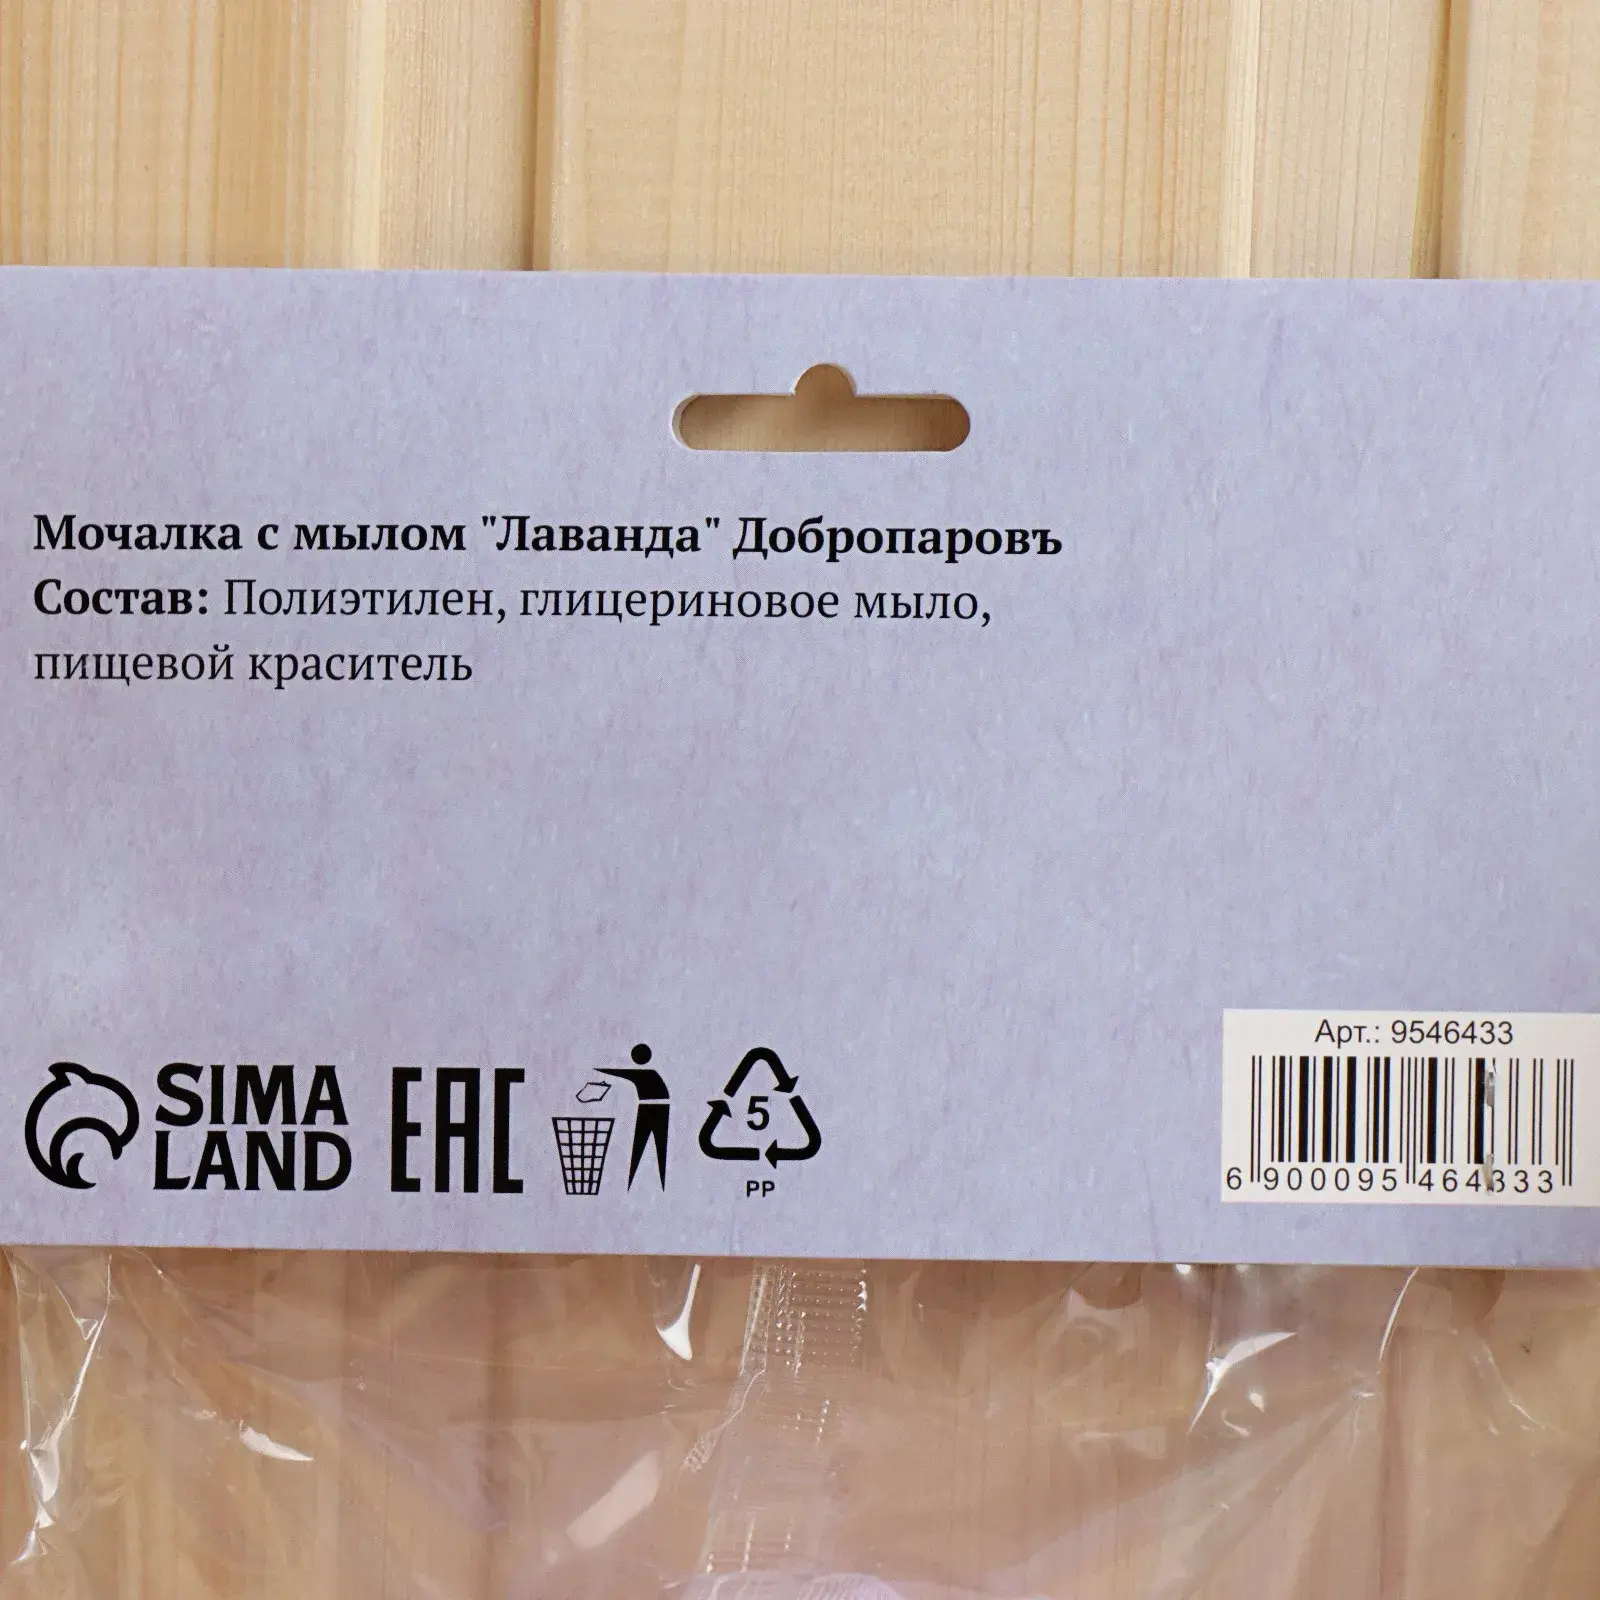 Мочалка с мылом "Лаванда" Добропаровъ
Состав: Полиэтилен, глицериновое мыло,
пищевой краситель
SIMA
LAND
EAC
5
PP
Арт.: 9546433
6 900095 464333